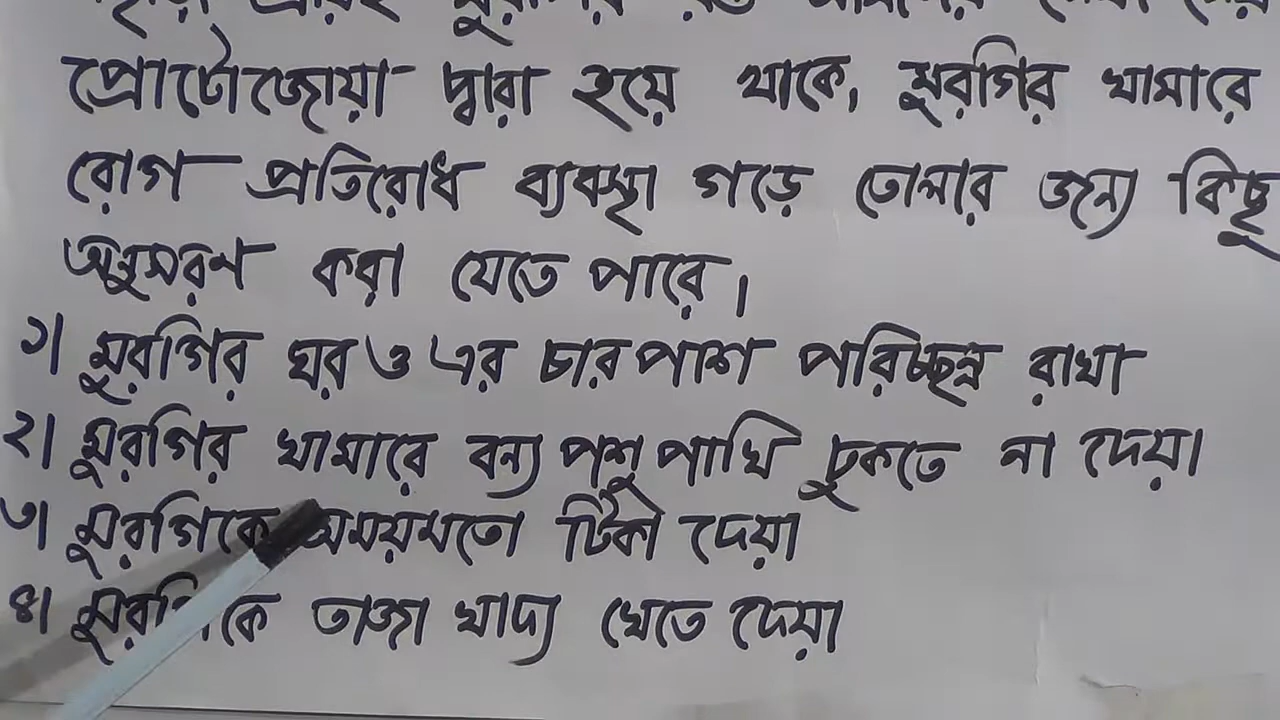 প্রোটোজোয়া দ্বারা হয়ে থাকে, মুরগির খামারে
রোগ প্রতিরোধ ব্যবস্থা গড়ে তোলার জন্য কিছু
অনুসরণ করা যেতে পারে।
১। মুরগির ঘর ও এর চারপাশ পরিচ্ছন্ন রাখা
২। মুরগির খামারে বন্য পশু পাখি ঢুকতে না দেয়া
৩। মুরগিকে সময়মতো টিকা দেয়া
৪। মুরগিকে তাজা খাদ্য খেতে দেয়া